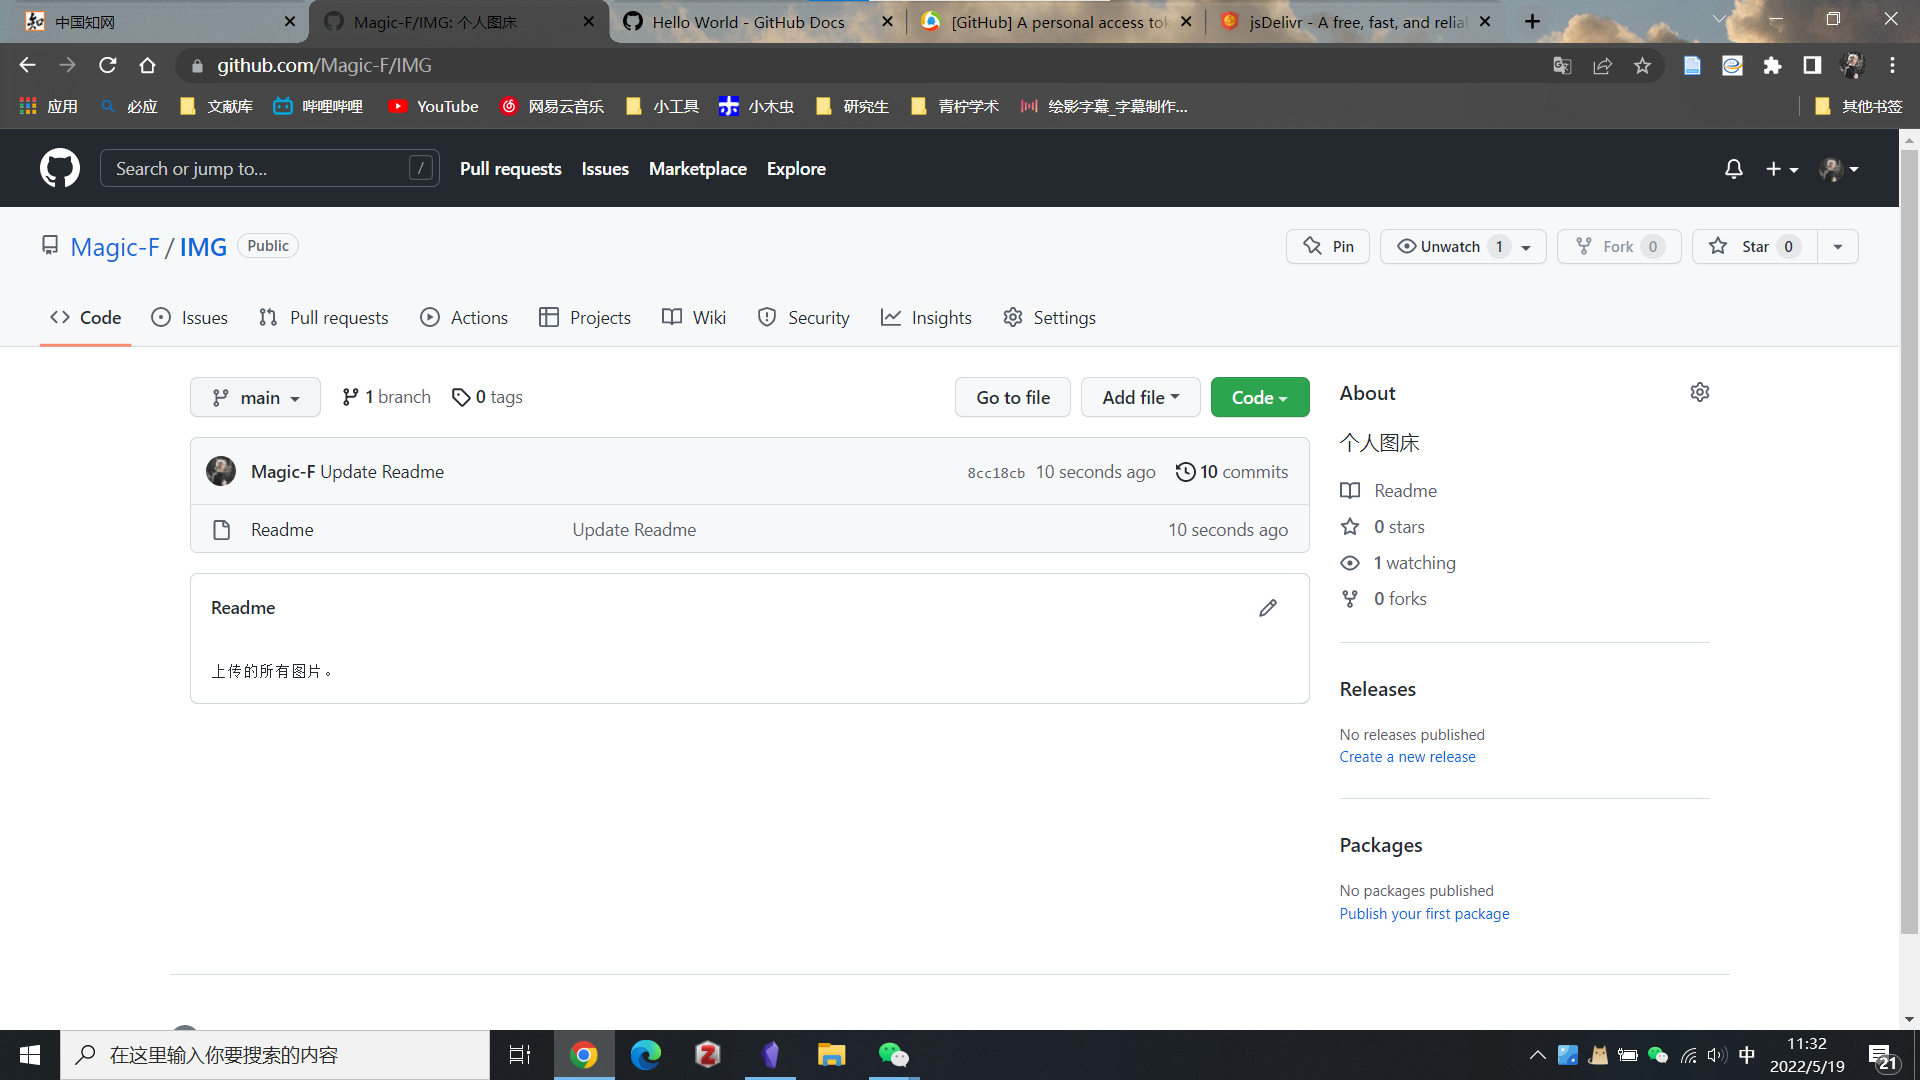 中国知网
Magic-F/IMG: 个人图床
Hello World - GitHub Docs
[GitHub] A personal access tok
jsDelivr - A free, fast, and relia
github.com/Magic-F/IMG
应用 必应 文献库 哔哩哔哩 YouTube 网易云音乐 小工具 小木虫 研究生 青柠学术 绘影字幕_字幕制作... 其他书签
Search or jump to... / Pull requests Issues Marketplace Explore
Magic-F / IMG Public Pin Unwatch 1 Fork 0 Star 0
Code Issues Pull requests Actions Projects Wiki Security Insights Settings
main 1 branch 0 tags Go to file Add file Code
Magic-F Update Readme 8cc18cb 10 seconds ago 10 commits
Readme Update Readme 10 seconds ago
Readme
上传的所有图片。
About
个人图床
Readme
0 stars
1 watching
0 forks
Releases
No releases published
Create a new release
Packages
No packages published
Publish your first package
在这里输入你要搜索的内容
中
11:32
2022/5/19
21